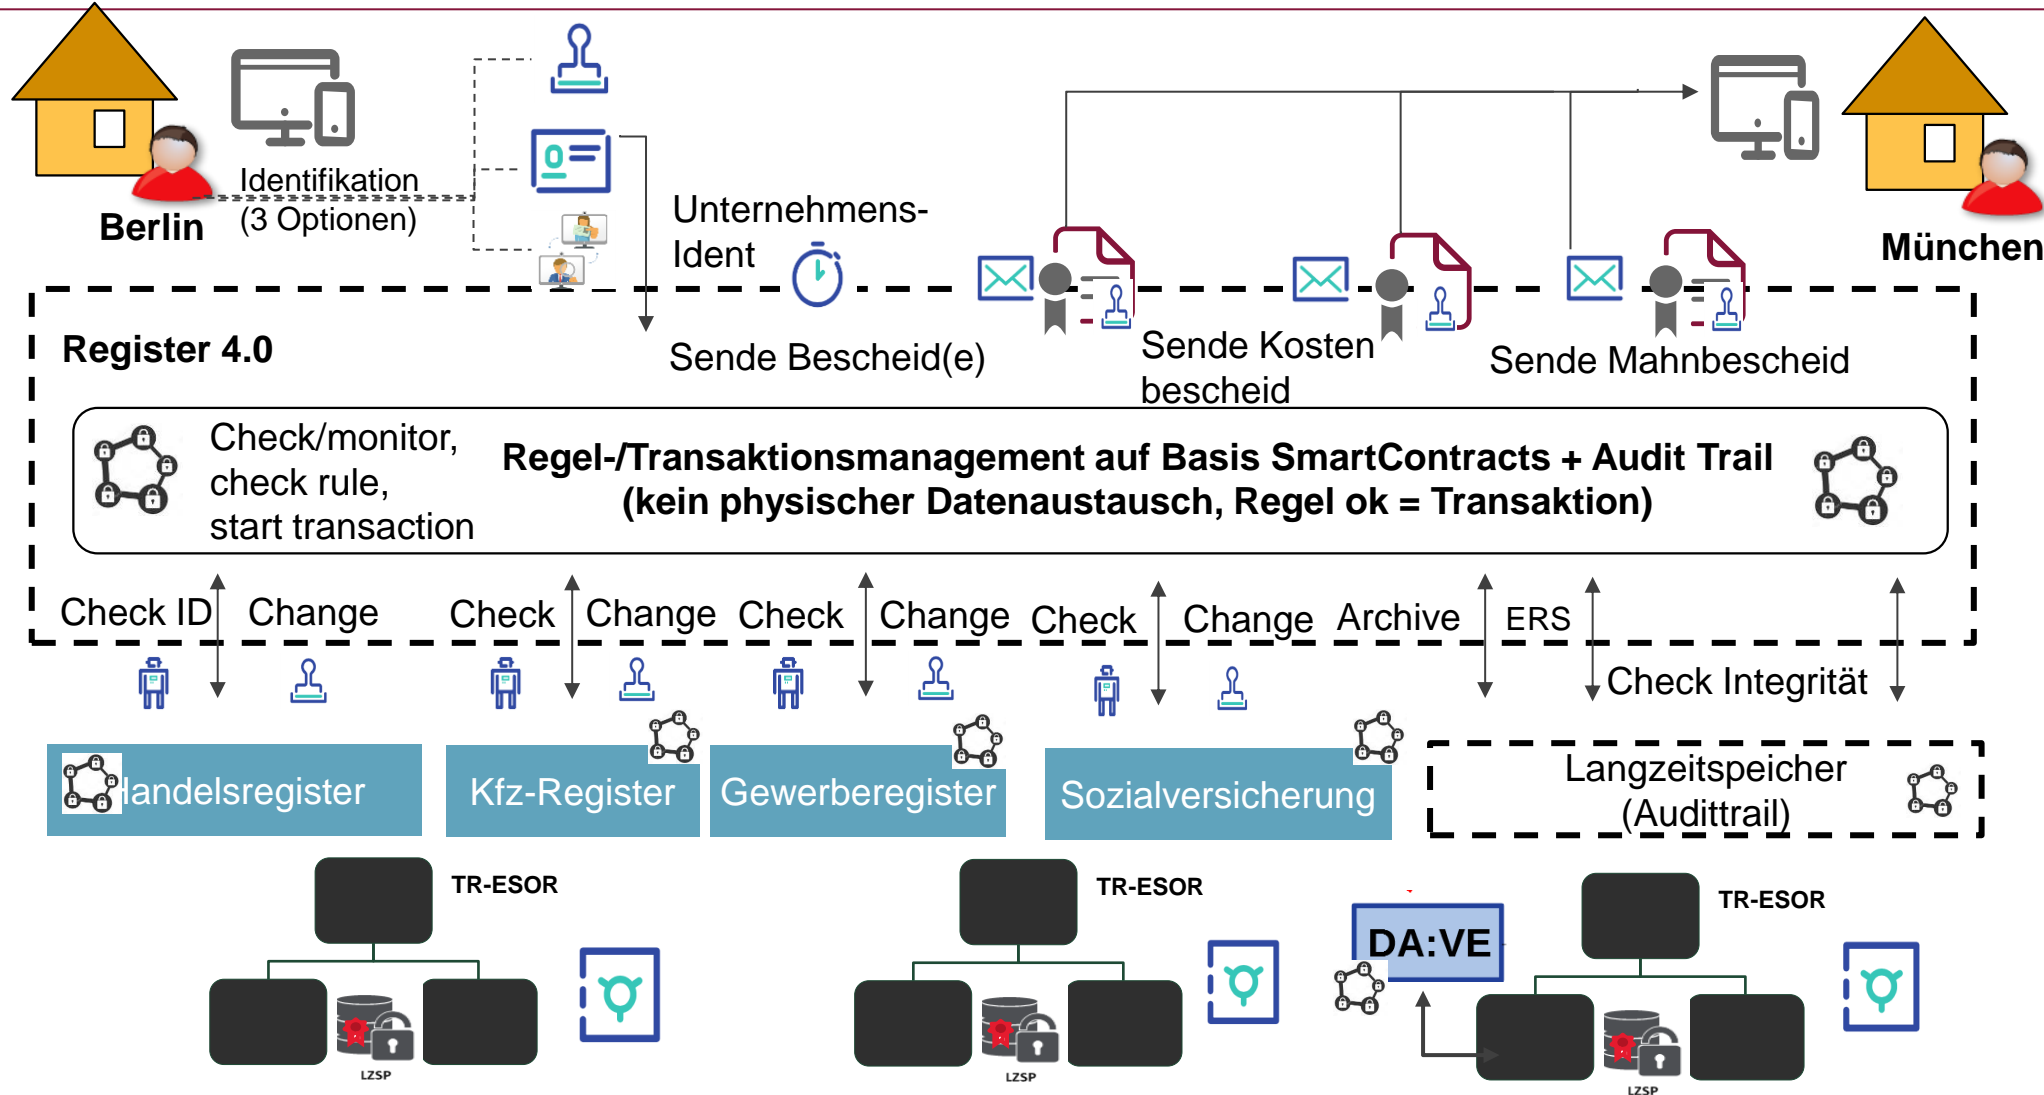 Identifikation
(3 Optionen)
Berlin
Unternehmens-
Ident
München
Register 4.0
Sende Bescheid(e)
Sende Kosten
bescheid
Sende Mahnbescheid
Check/monitor,
check rule,
start transaction
Regel-/Transaktionsmanagement auf Basis SmartContracts + Audit Trail
(kein physischer Datenaustausch, Regel ok = Transaktion)
Check ID
Change
Check
Change
Check
Change
Check
Change
Archive
ERS
Check Integrität
Handelsregister
Kfz-Register
Gewerberegister
Sozialversicherung
Langzeitspeicher
(Audittrail)
TR-ESOR
TR-ESOR
TR-ESOR
DA:VE
LZSP
LZSP
LZSP